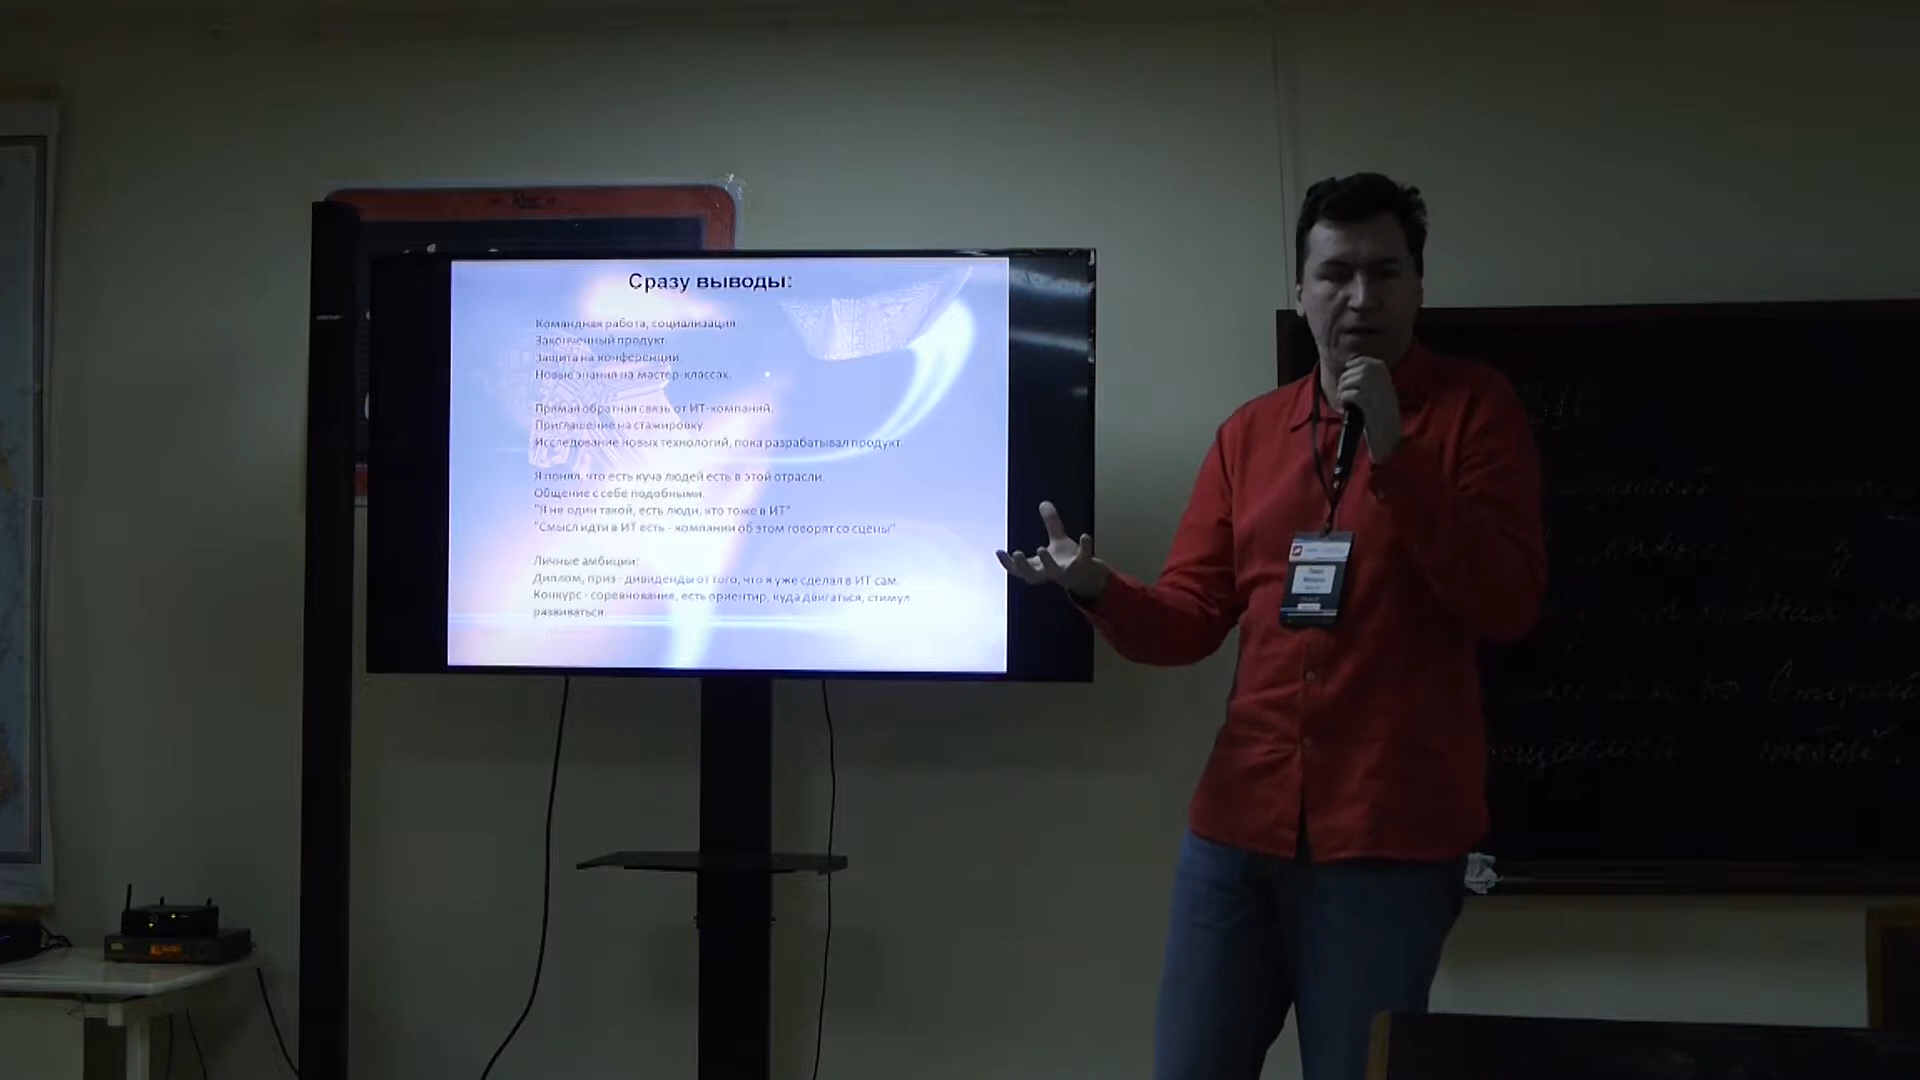 Сразу выводы:
Командная работа, социализация.
Законченный продукт.
Защита на конференции.
Новые знания на мастер-классах.
Прямая обратная связь от ИТ-компаний.
Приглашение на стажировку
Исследование новых технологий, пока разрабатывал продукт.
Я понял, что есть куча людей есть в этой отрасли.
Общение с себе подобными.
"Я не один такой, есть люди, кто тоже в ИТ"
"Смысл идти в ИТ есть - компании об этом говорят со сцены"
Личные амбиции:
Диплом, приз - дивиденды от того, что я уже сделал в ИТ сам.
Конкурс - соревнование, есть ориентир, куда двигаться, стимул
развиваться.